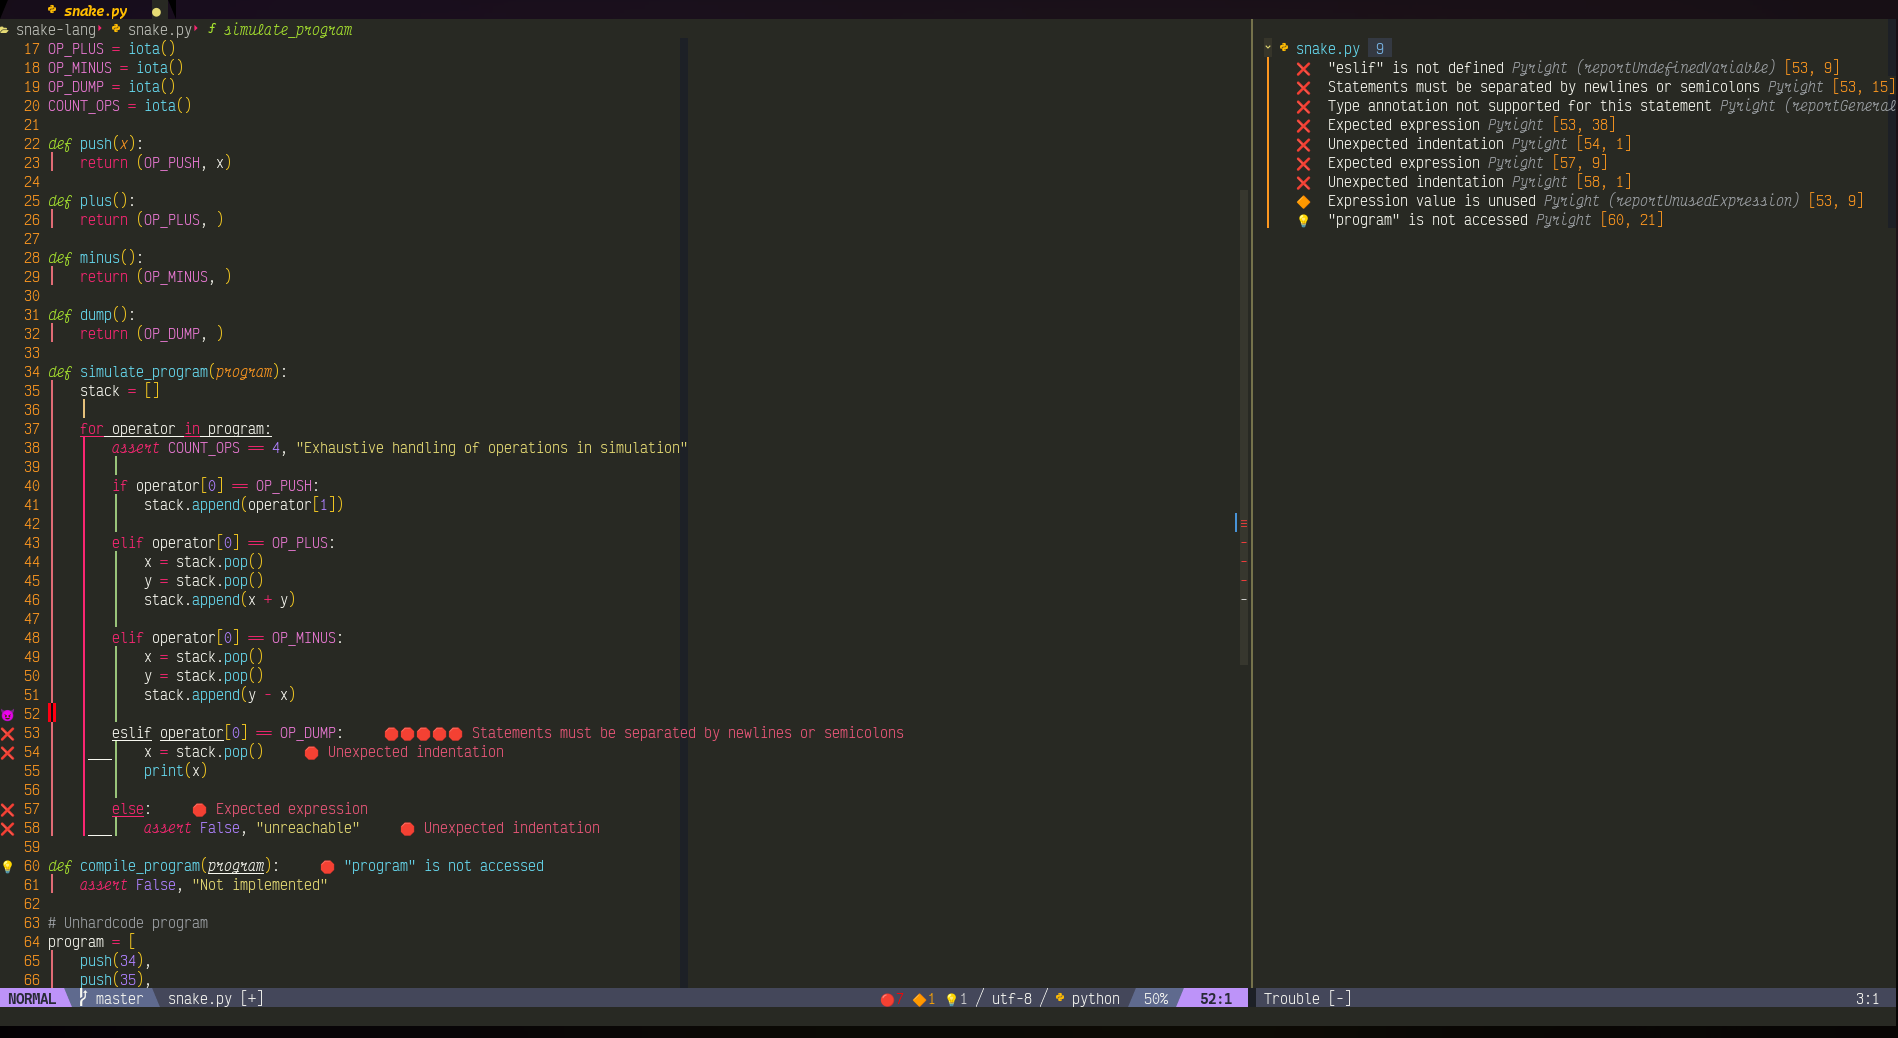 snake.py
snake-lang snake.py f simulate_program
17 OP_PLUS = iota()
18 OP_MINUS = iota()
19 OP_DUMP = iota()
20 COUNT_OPS = iota()
21
22 def push(x):
23 return (OP_PUSH, x)
24
25 def plus():
26 return (OP_PLUS, )
27
28 def minus():
29 return (OP_MINUS, )
30
31 def dump():
32 return (OP_DUMP, )
33
34 def simulate_program(program):
35 stack = []
36
37 for operator in program:
38 assert COUNT_OPS == 4, "Exhaustive handling of operations in simulation"
39
40 if operator[0] == OP_PUSH:
41 stack.append(operator[1])
42
43 elif operator[0] == OP_PLUS:
44 x = stack.pop()
45 y = stack.pop()
46 stack.append(x + y)
47
48 elif operator[0] == OP_MINUS:
49 x = stack.pop()
50 y = stack.pop()
51 stack.append(y - x)
52
53 eslif operator[0] == OP_DUMP: Statements must be separated by newlines or semicolons
54 x = stack.pop() Unexpected indentation
55 print(x)
56
57 else: Expected expression
58 assert False, "unreachable" Unexpected indentation
59
60 def compile_program(program): "program" is not accessed
61 assert False, "Not implemented"
62
63 # Unhardcode program
64 program = [
65 push(34),
66 push(35),
NORMAL master snake.py [+] 1 1 / utf-8 / python 50% 52:1
snake.py 9
"eslif" is not defined Pyright (reportUndefinedVariable) [53, 9]
Statements must be separated by newlines or semicolons Pyright [53, 15]
Type annotation not supported for this statement Pyright (reportGeneral
Expected expression Pyright [53, 38]
Unexpected indentation Pyright [54, 1]
Expected expression Pyright [57, 9]
Unexpected indentation Pyright [58, 1]
Expression value is unused Pyright (reportUnusedExpression) [53, 9]
"program" is not accessed Pyright [60, 21]
Trouble [-] 3:1